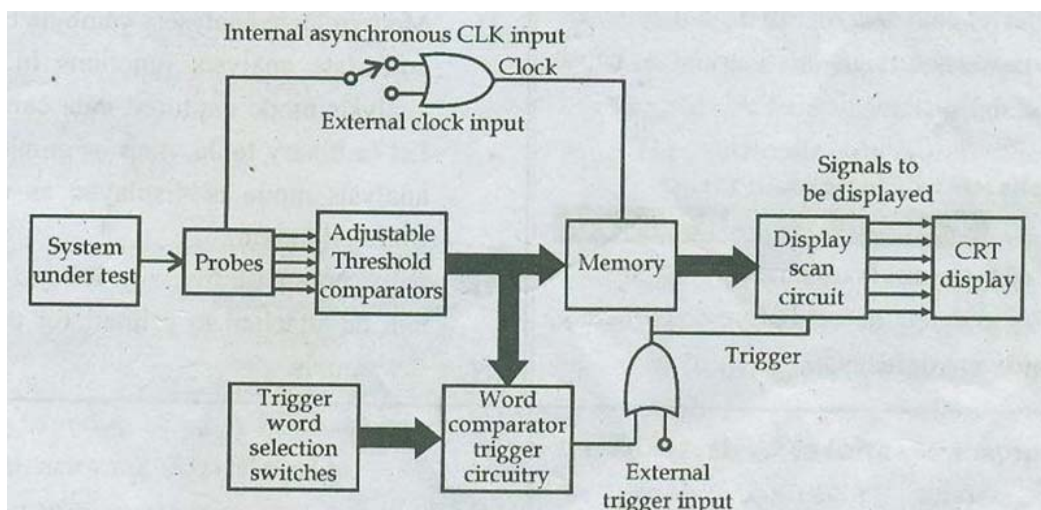 Internal asynchronous CLK input
Clock
External clock input
Signals to
be displayed
System
under test
Probes
Adjustable
Threshold
comparators
Memory
Display
scan
circuit
CRT
display
Trigger
Trigger
word
selection
switches
Word
comparator
trigger
circuitry
External
trigger input